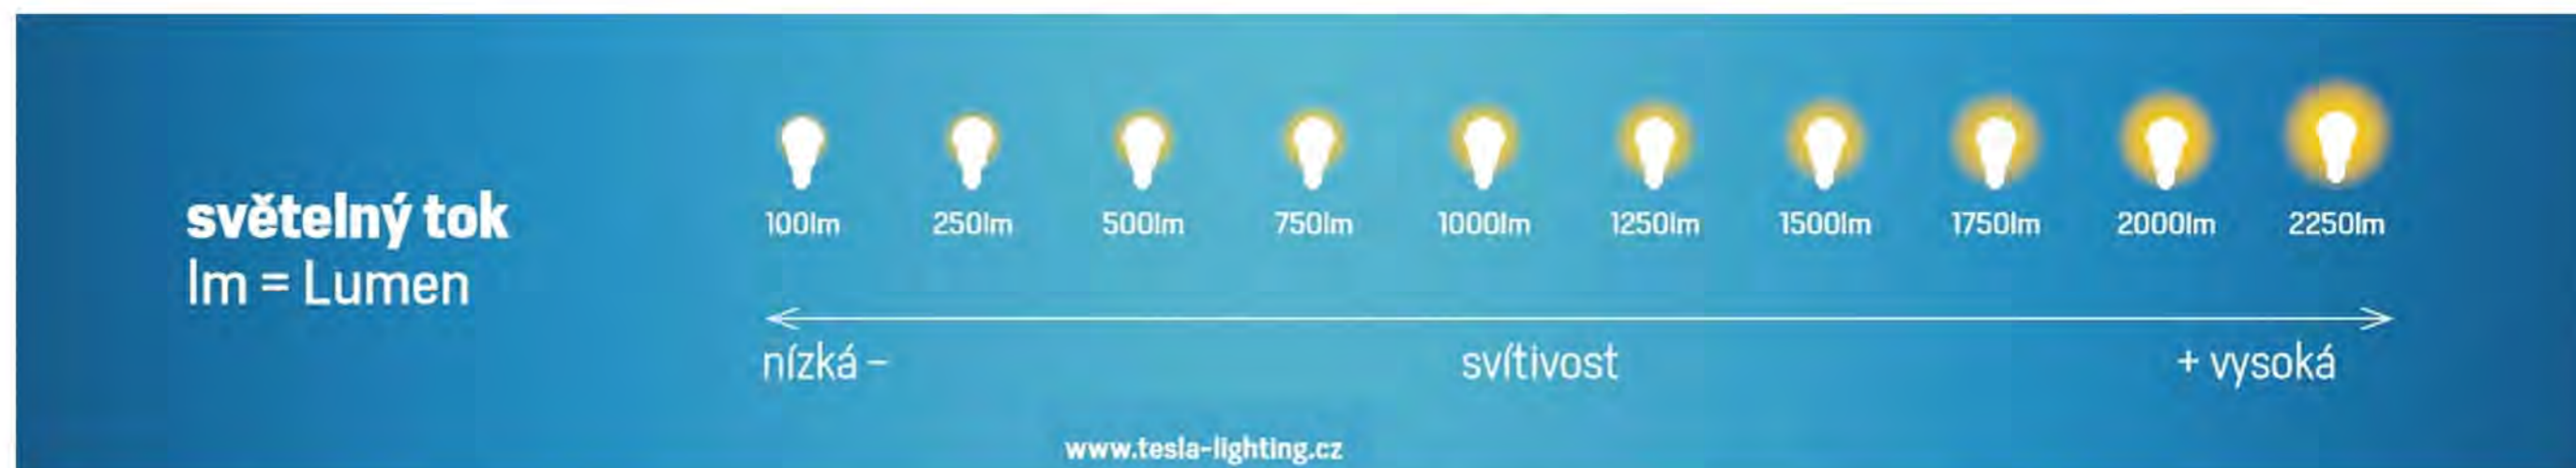 světelný tok
lm = Lumen
100lm 250lm 500lm 750lm 1000lm 1250lm 1500lm 1750lm 2000lm 2250lm
nízká – svítivost + vysoká
www.tesla-lighting.cz